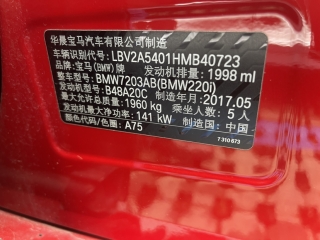 华晨宝马汽车有限公司制造
车辆识别代号: LBV2A5401HMB40723
品牌: 宝马(BMW)牌 发动机排量: 1998 ml
整车型号: BMW7203AB(BMW220i)
发动机型号: B48A20C 制造年月: 2017.05
最大允许总质量: 1960 kg 乘坐人数: 5 人
发动机最大净功率: 141 kW 制造国: 中国
颜色代码/色圈: A75
7 310 673